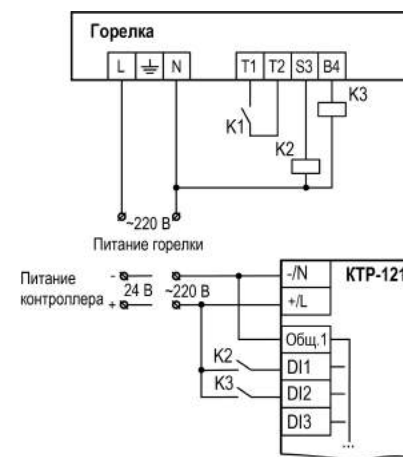 Горелка
L N T1 T2 S3 B4
K1 K2 K3
~220 В
Питание горелки
Питание контроллера
- + 24 В ~220 В
-/N КТР-121
+/L
Общ.1
K2 DI1
K3 DI2
DI3
...